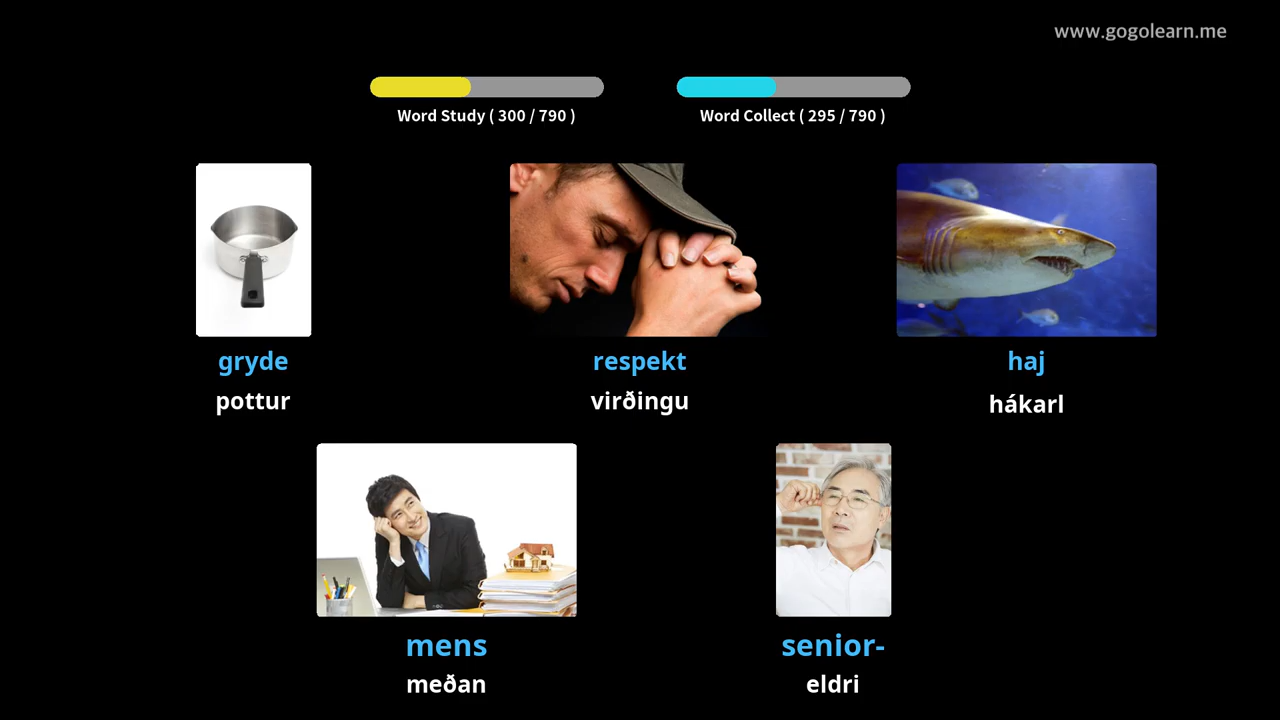 www.gogolearn.me
Word Study ( 300 / 790 )
Word Collect ( 295 / 790 )
gryde
respekt
haj
pottur
virðingu
hákarl
mens
senior-
meðan
eldri